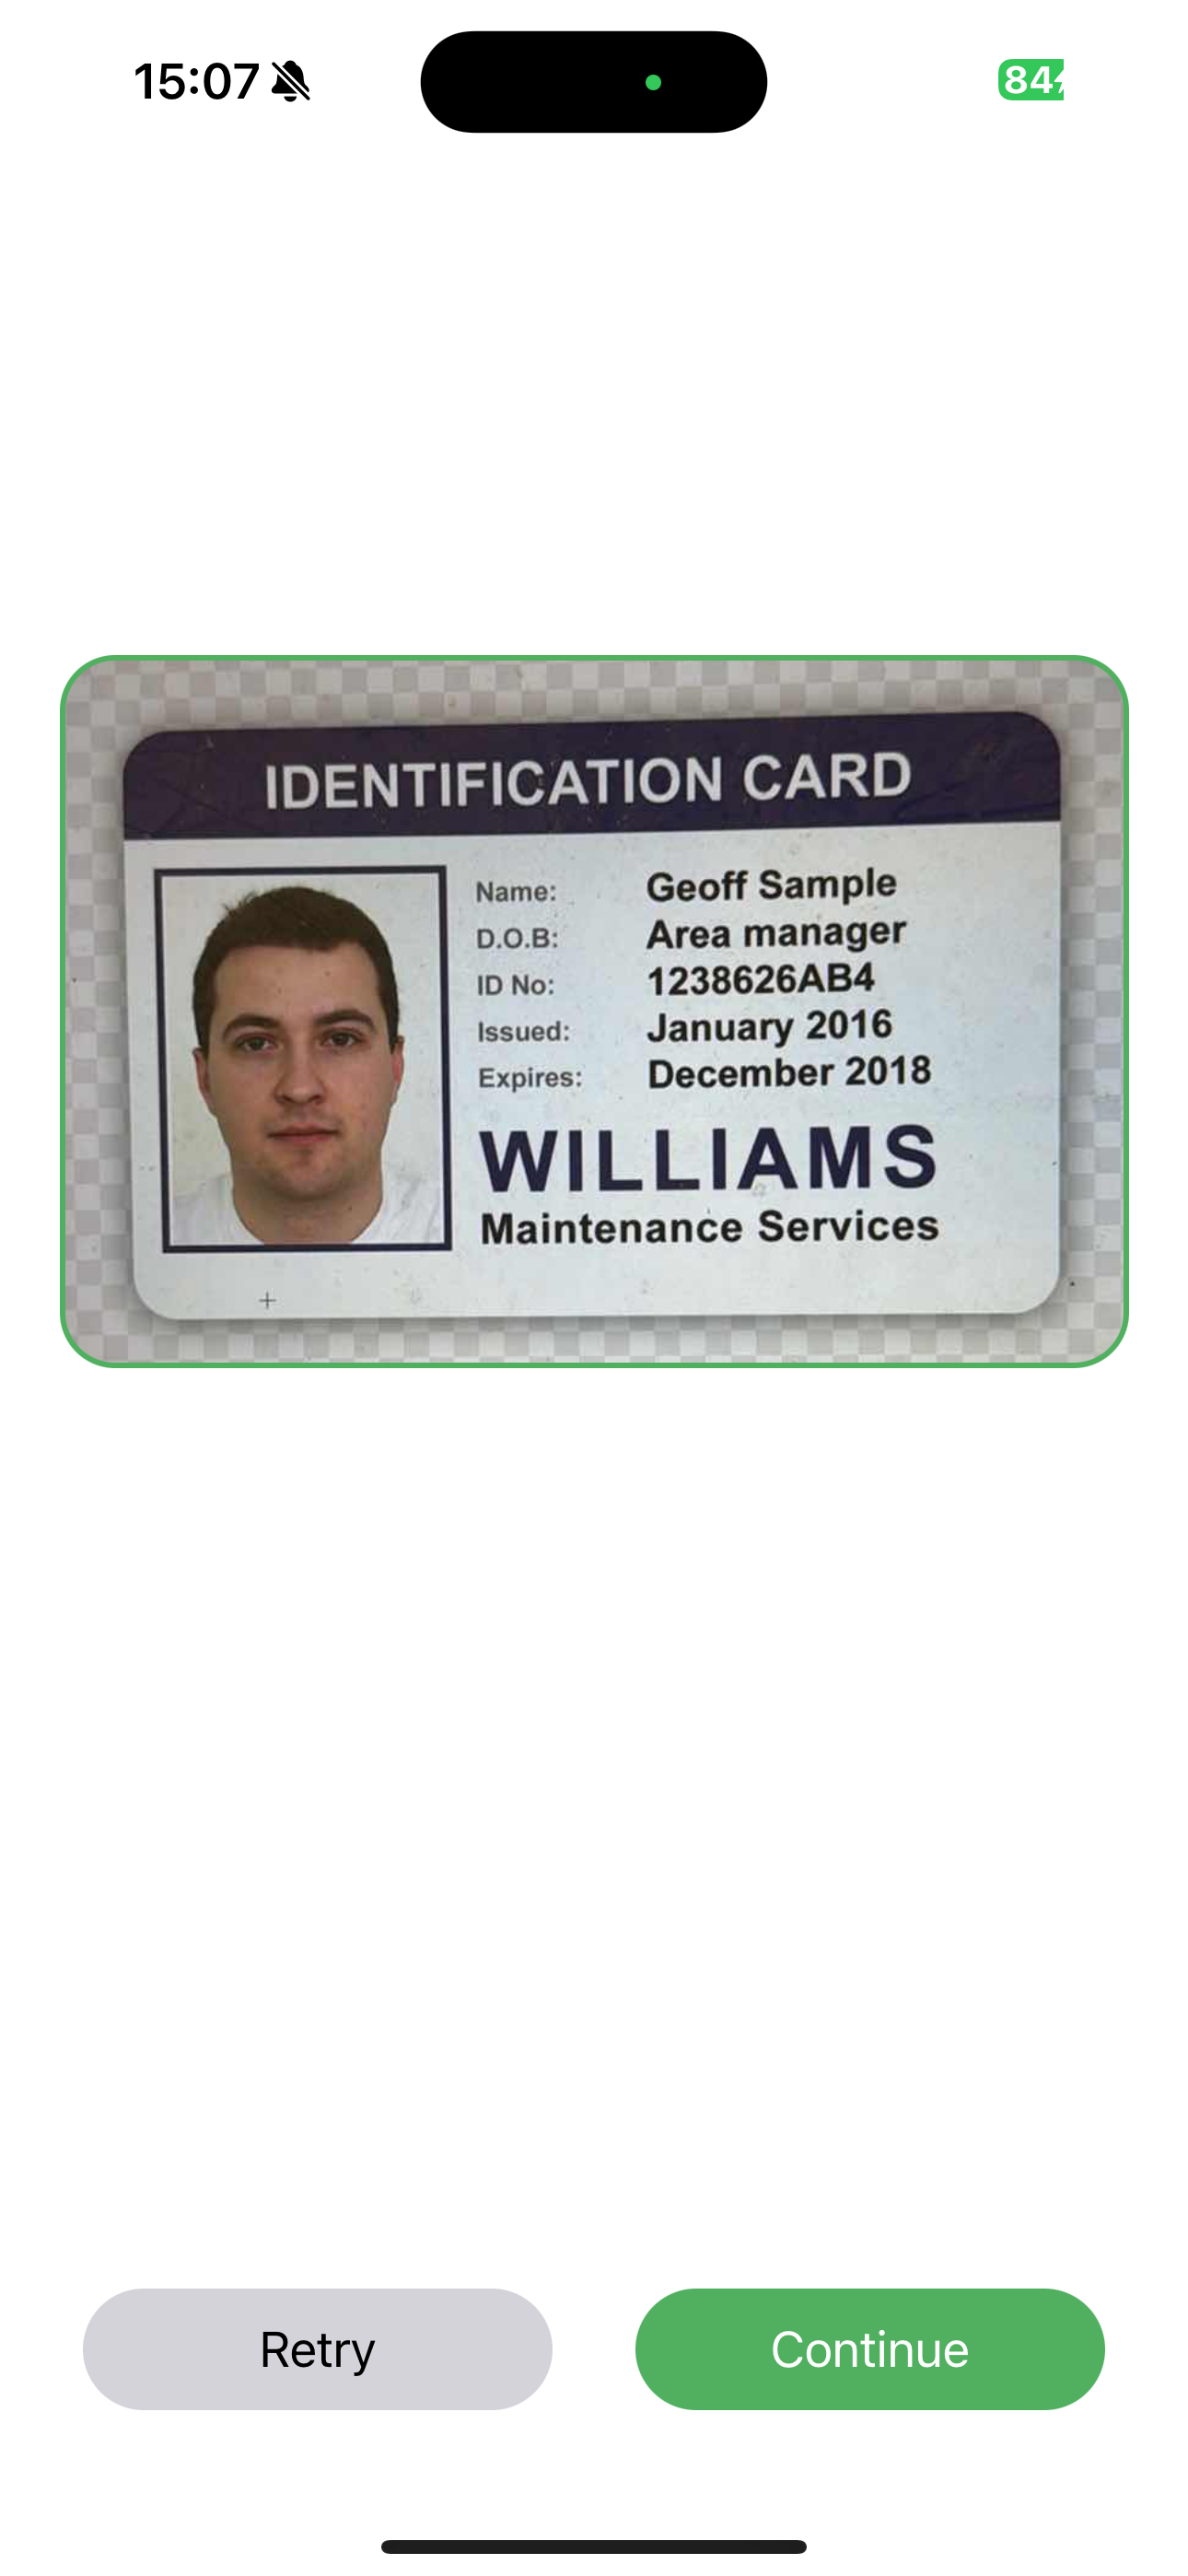 15:07
84
IDENTIFICATION CARD
Name: Geoff Sample
D.O.B: Area manager
ID No: 1238626AB4
Issued: January 2016
Expires: December 2018
WILLIAMS
Maintenance Services
Retry
Continue